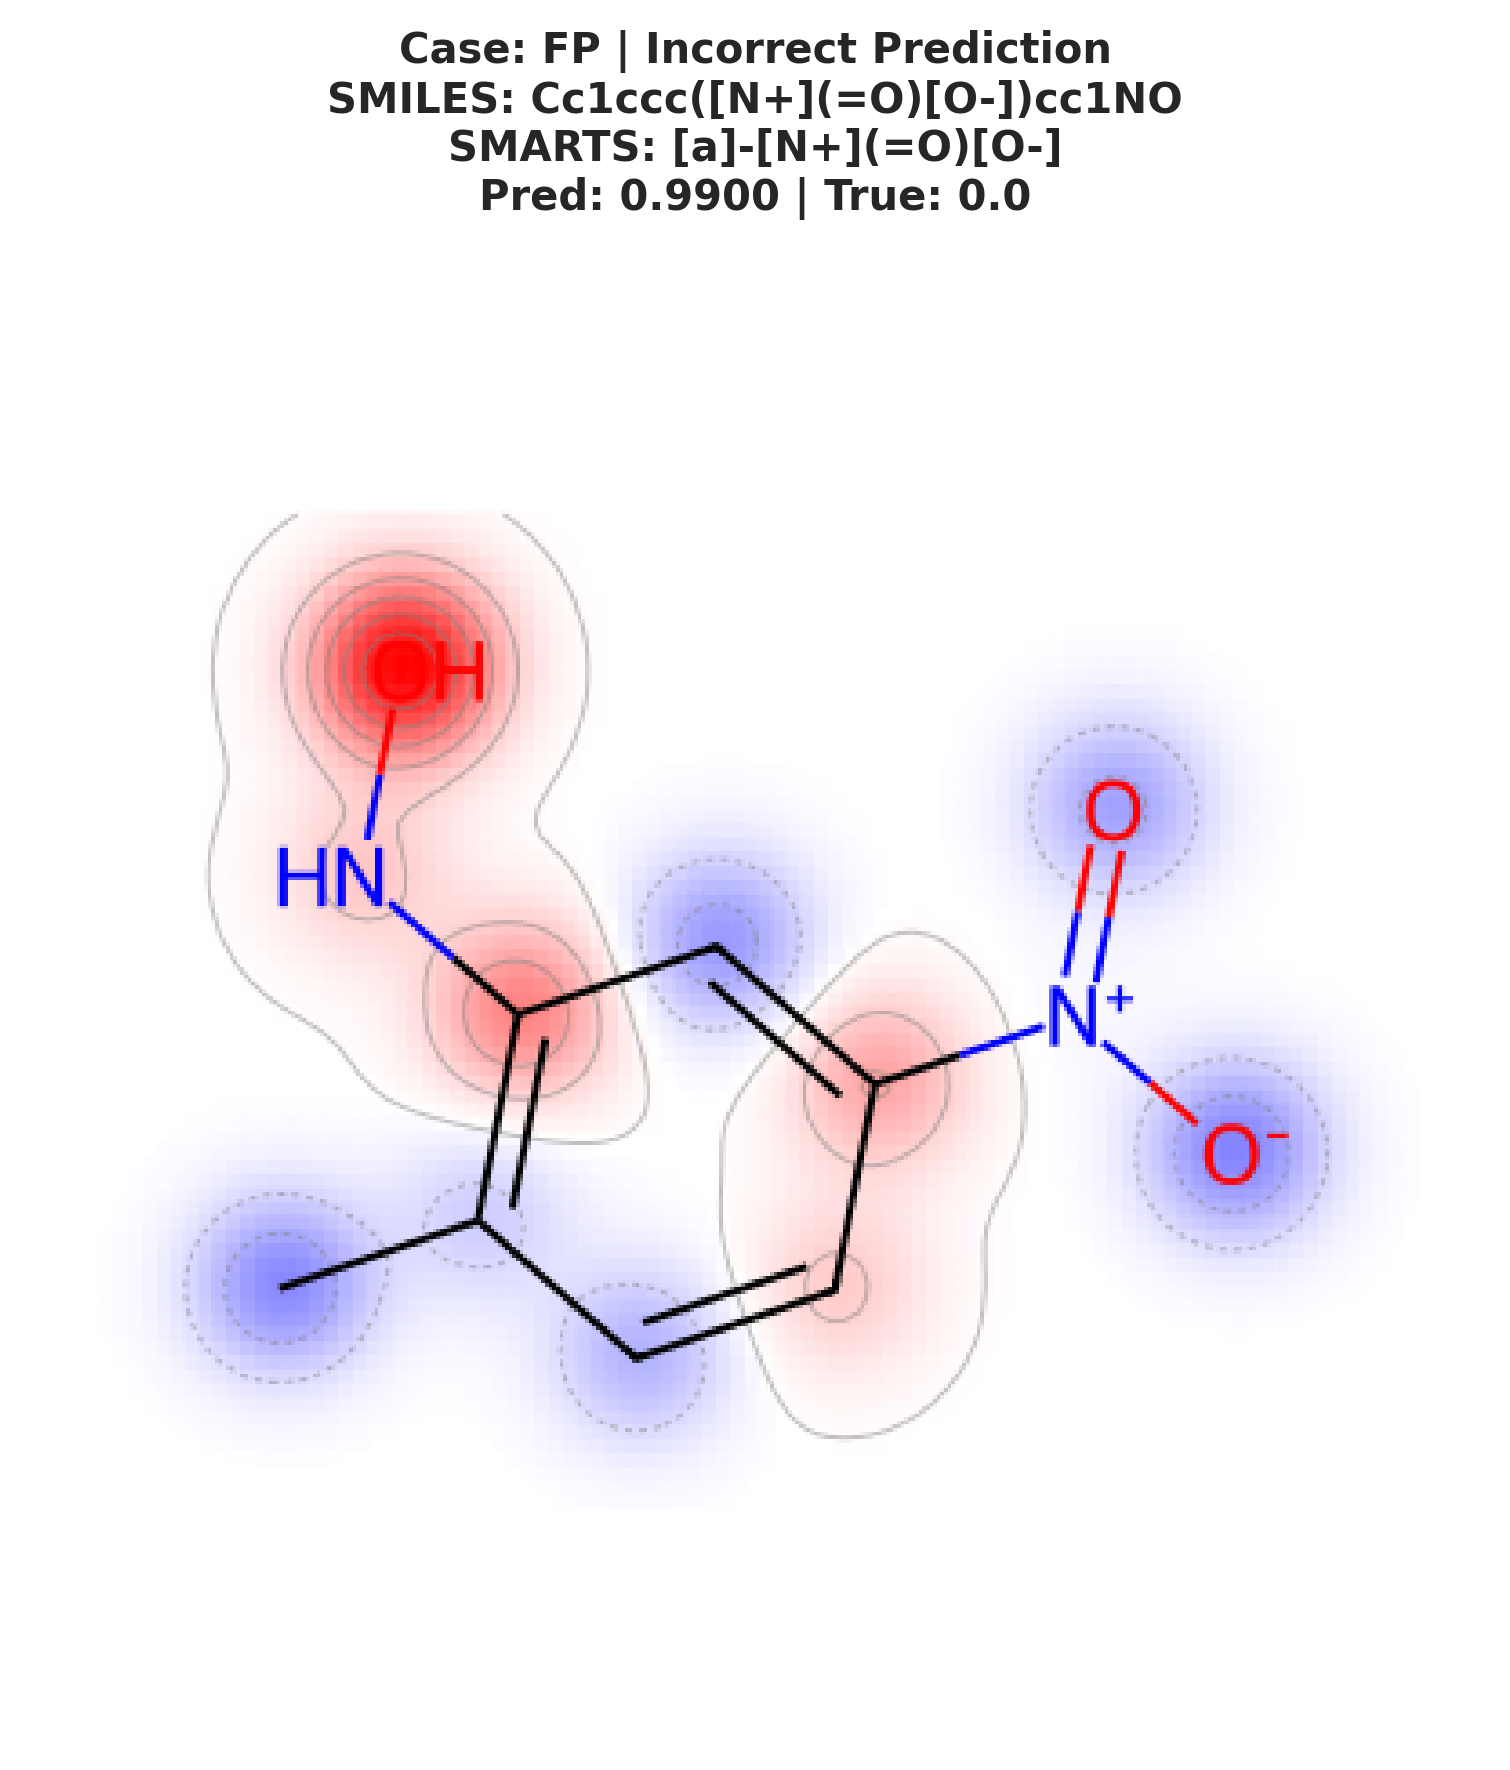 Case: FP | Incorrect Prediction
SMILES: Cc1ccc([N+](=O)[O-])cc1NO
SMARTS: [a]-[N+](=O)[O-]
Pred: 0.9900 | True: 0.0
OH
O
HN
N+
O−